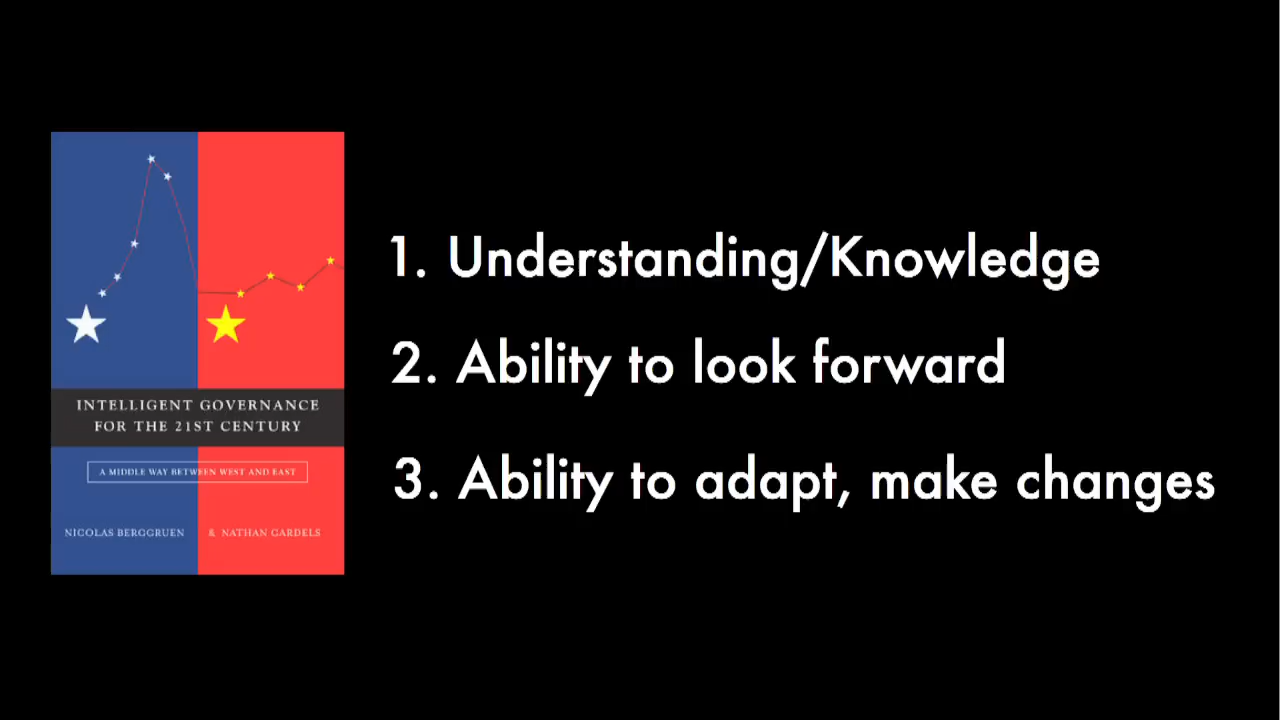 INTELLIGENT GOVERNANCE
FOR THE 21ST CENTURY
A MIDDLE WAY BETWEEN WEST AND EAST
NICOLAS BERGGRUEN & NATHAN GARDELS
1. Understanding/Knowledge
2. Ability to look forward
3. Ability to adapt, make changes